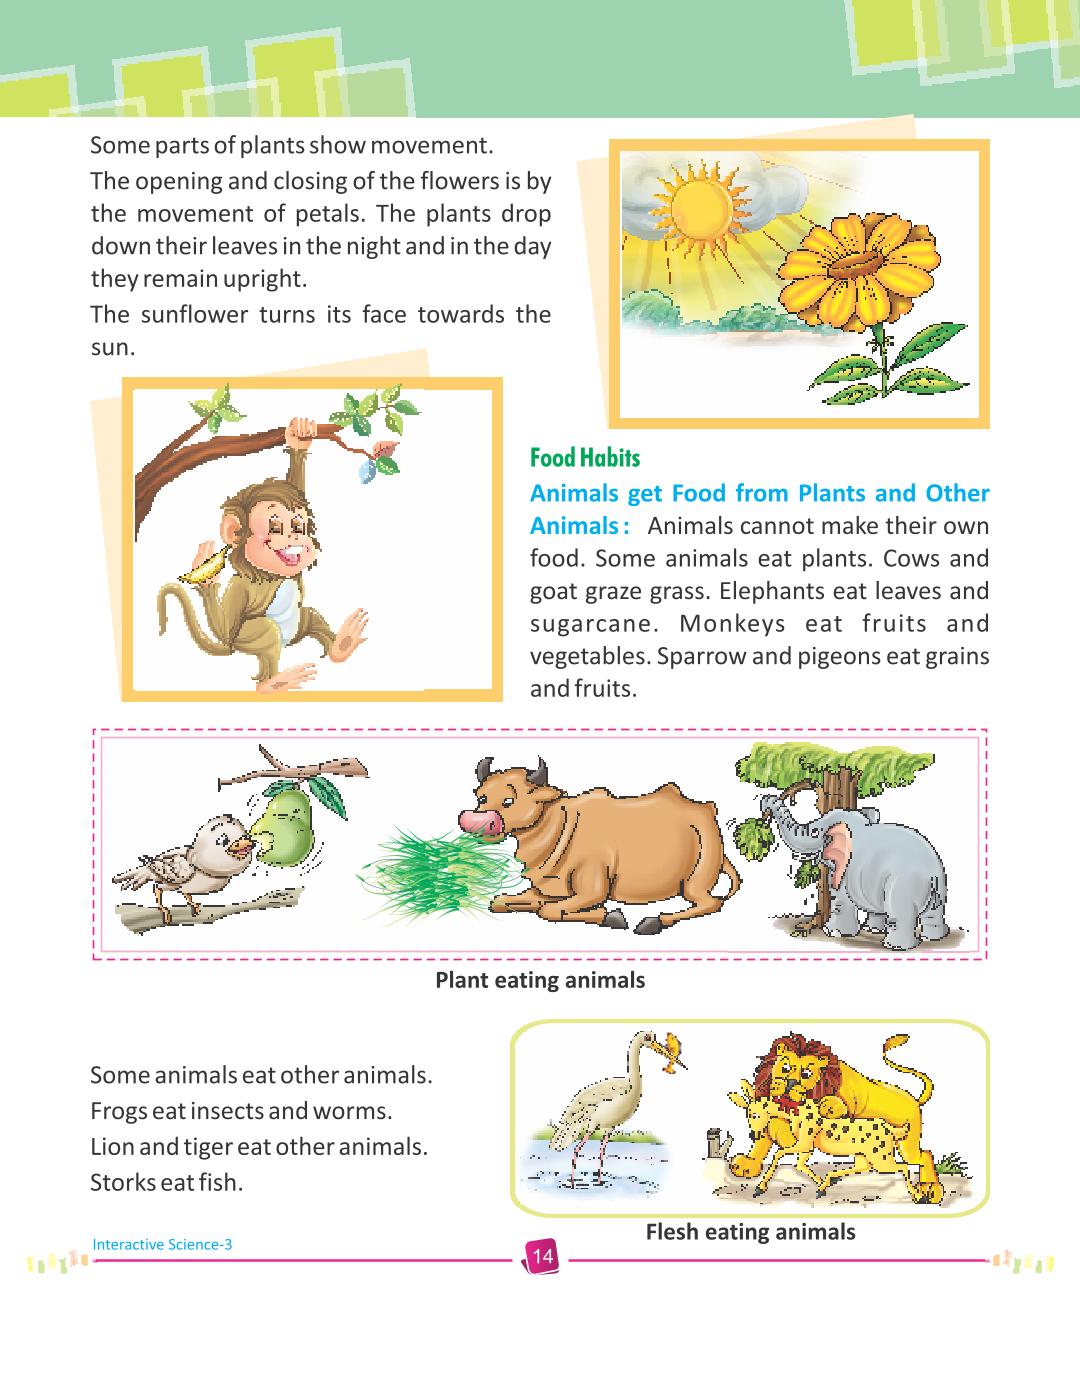 Some parts of plants show movement.
The opening and closing of the flowers is by
the movement of petals. The plants drop
down their leaves in the night and in the day
they remain upright.
The sunflower turns its face towards the
sun.
Food Habits
Animals get Food from Plants and Other
Animals : Animals cannot make their own
food. Some animals eat plants. Cows and
goat graze grass. Elephants eat leaves and
sugarcane. Monkeys eat fruits and
vegetables. Sparrow and pigeons eat grains
and fruits.
Plant eating animals
Some animals eat other animals.
Frogs eat insects and worms.
Lion and tiger eat other animals.
Storks eat fish.
Flesh eating animals
Interactive Science-3
14